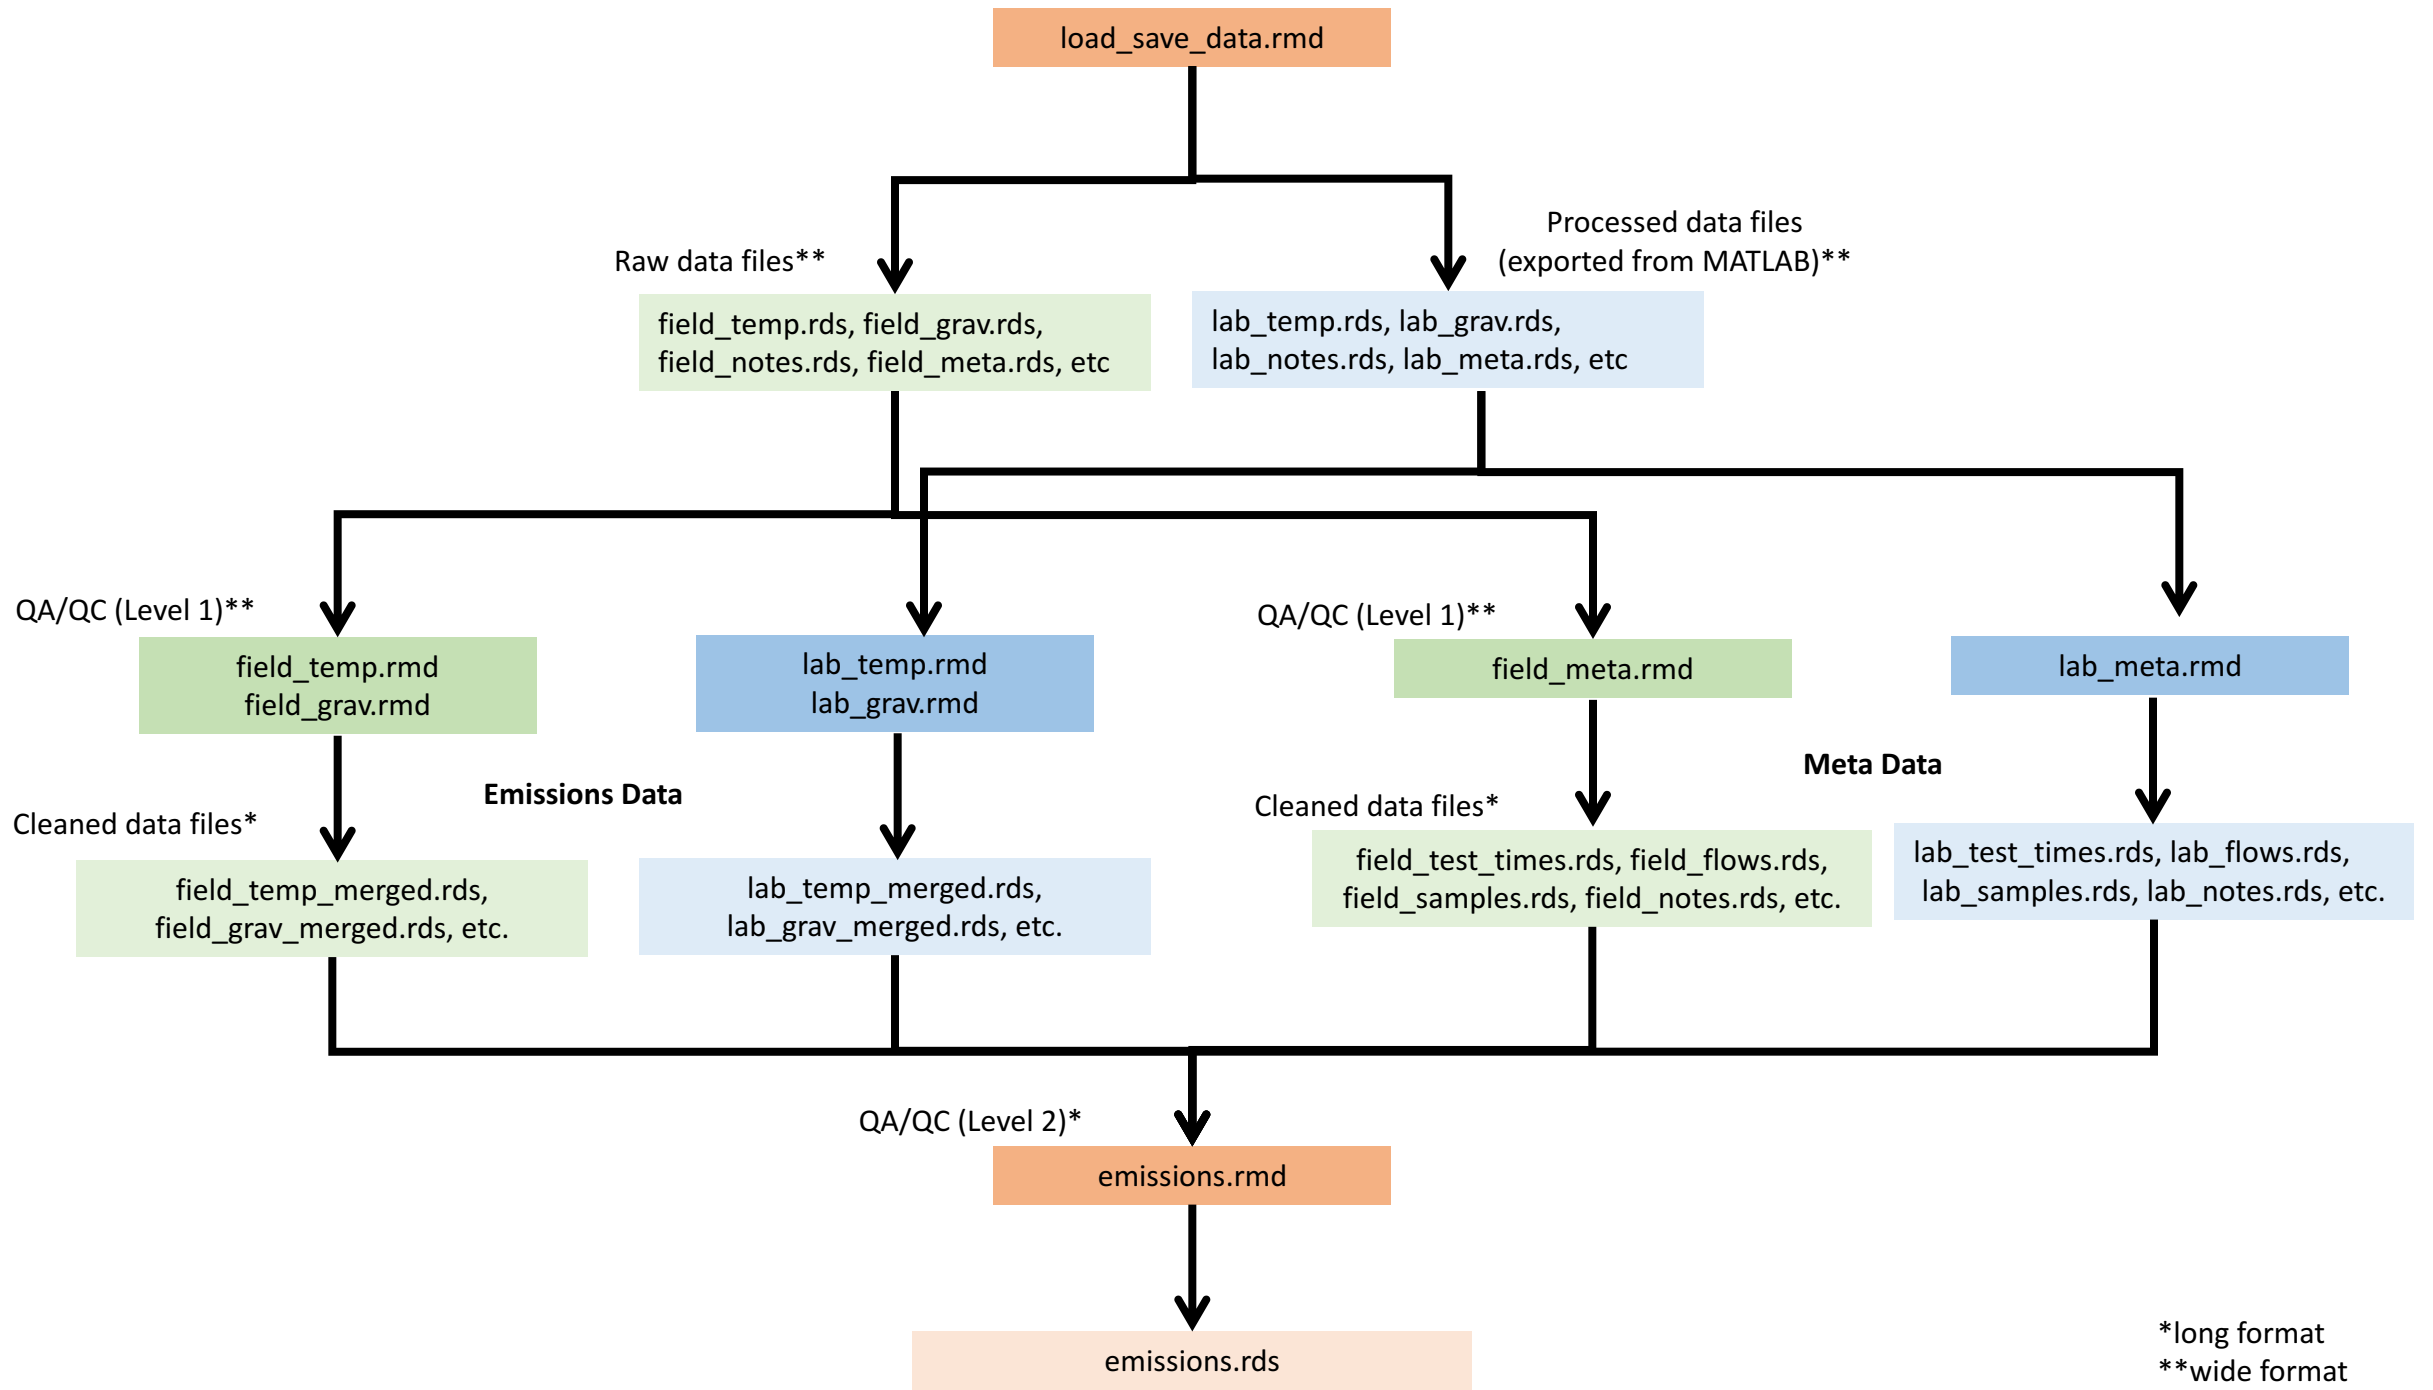 load_save_data.rmd
Raw data files**
Processed data files
(exported from MATLAB)**
field_temp.rds, field_grav.rds,
field_notes.rds, field_meta.rds, etc
lab_temp.rds, lab_grav.rds,
lab_notes.rds, lab_meta.rds, etc
QA/QC (Level 1)**
field_temp.rmd
field_grav.rmd
lab_temp.rmd
lab_grav.rmd
QA/QC (Level 1)**
field_meta.rmd
lab_meta.rmd
Emissions Data
Meta Data
Cleaned data files*
field_temp_merged.rds,
field_grav_merged.rds, etc.
lab_temp_merged.rds,
lab_grav_merged.rds, etc.
Cleaned data files*
field_test_times.rds, field_flows.rds,
field_samples.rds, field_notes.rds, etc.
lab_test_times.rds, lab_flows.rds,
lab_samples.rds, lab_notes.rds, etc.
QA/QC (Level 2)*
emissions.rmd
emissions.rds
*long format
**wide format